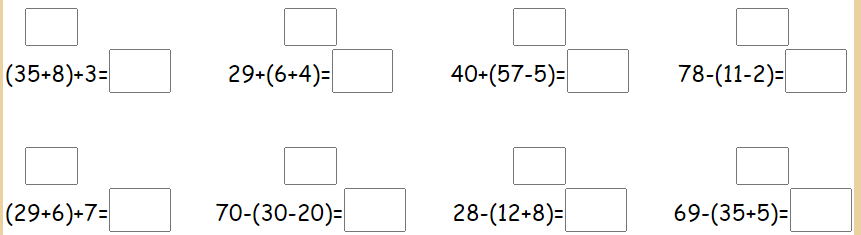 (35+8)+3= 29+(6+4)= 40+(57-5)= 78-(11-2)=
(29+6)+7= 70-(30-20)= 28-(12+8)= 69-(35+5)=